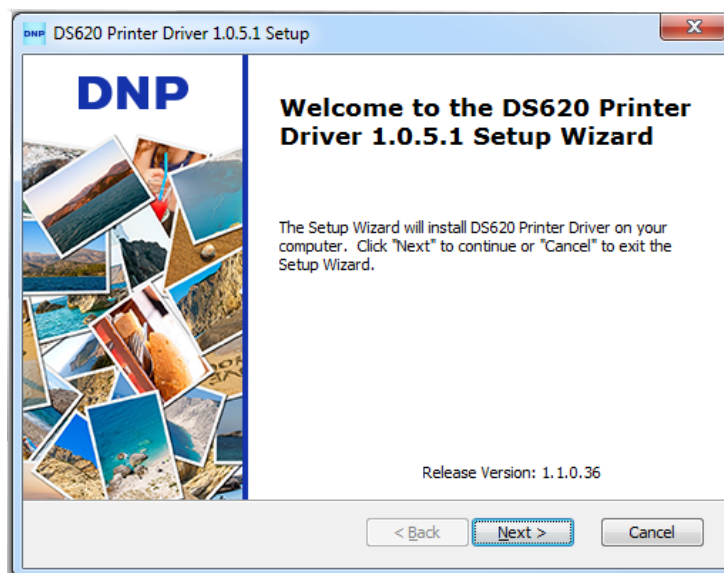 DNP DS620 Printer Driver 1.0.5.1 Setup
DNP
Welcome to the DS620 Printer
Driver 1.0.5.1 Setup Wizard
The Setup Wizard will install DS620 Printer Driver on your
computer. Click "Next" to continue or "Cancel" to exit the
Setup Wizard.
Release Version: 1.1.0.36
< Back Next > Cancel